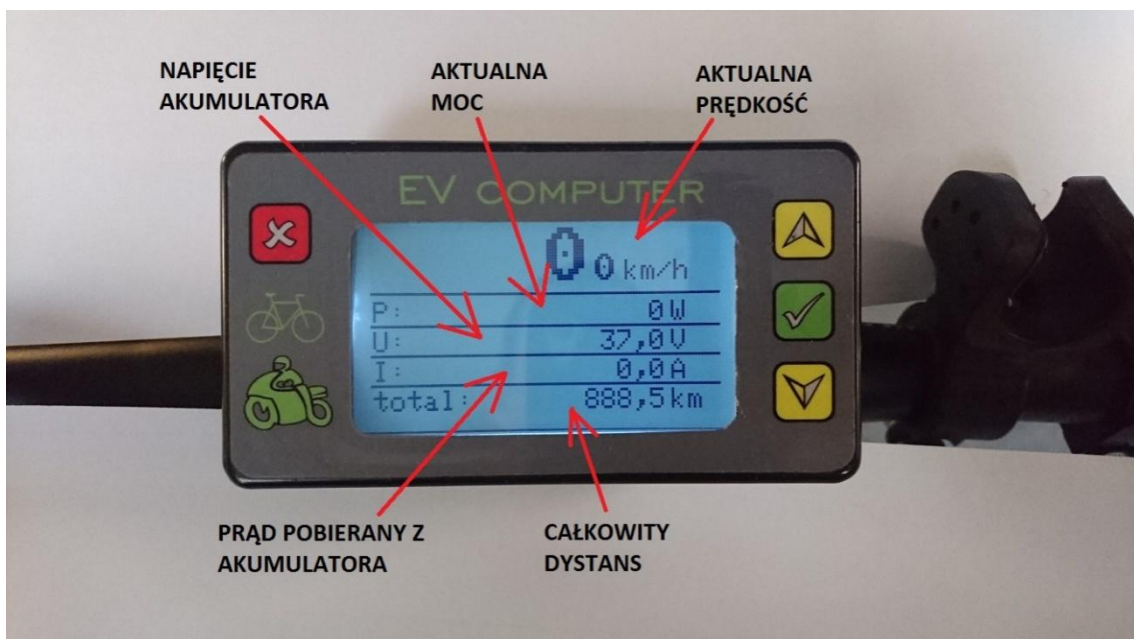 NAPIĘCIE
AKUMULATORA
AKTUALNA
MOC
AKTUALNA
PRĘDKOŚĆ
EV COMPUTER
0 0 km/h
P: 0W
U: 37,0V
I: 0,0A
total: 888,5km
PRĄD POBIERANY Z
AKUMULATORA
CAŁKOWITY
DYSTANS